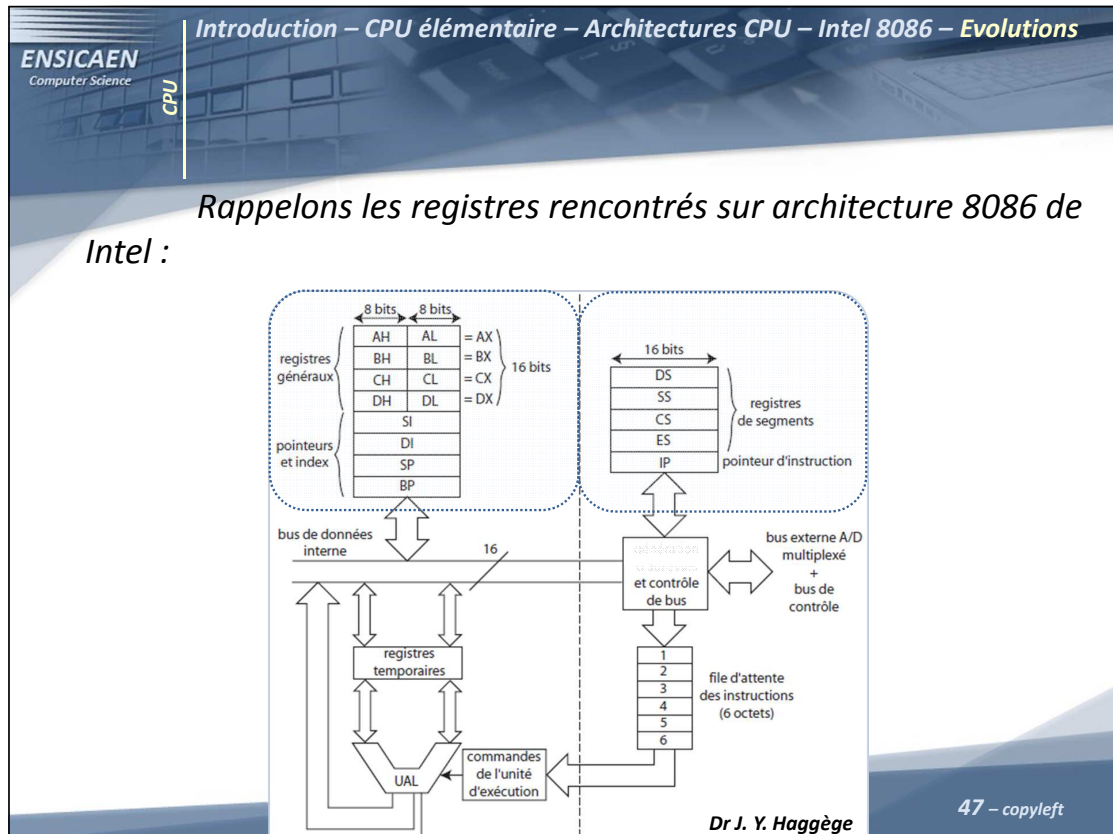 Introduction – CPU élémentaire – Architectures CPU – Intel 8086 – Evolutions
ENSICAEN
Computer Science
CPU
Rappelons les registres rencontrés sur architecture 8086 de
Intel :
8 bits 8 bits
AH AL = AX
BH BL = BX
CH CL = CX
DH DL = DX
registres
généraux
16 bits
SI
DI
SP
BP
pointeurs
et index
16 bits
DS
SS
CS
ES
IP
registres
de segments
pointeur d'instruction
bus de données
interne
16
et contrôle
de bus
bus externe A/D
multiplexé
+
bus de
contrôle
registres
temporaires
1
2
3
4
5
6
file d'attente
des instructions
(6 octets)
UAL
commandes
de l'unité
d'exécution
Dr J. Y. Haggège
47 – copyleft